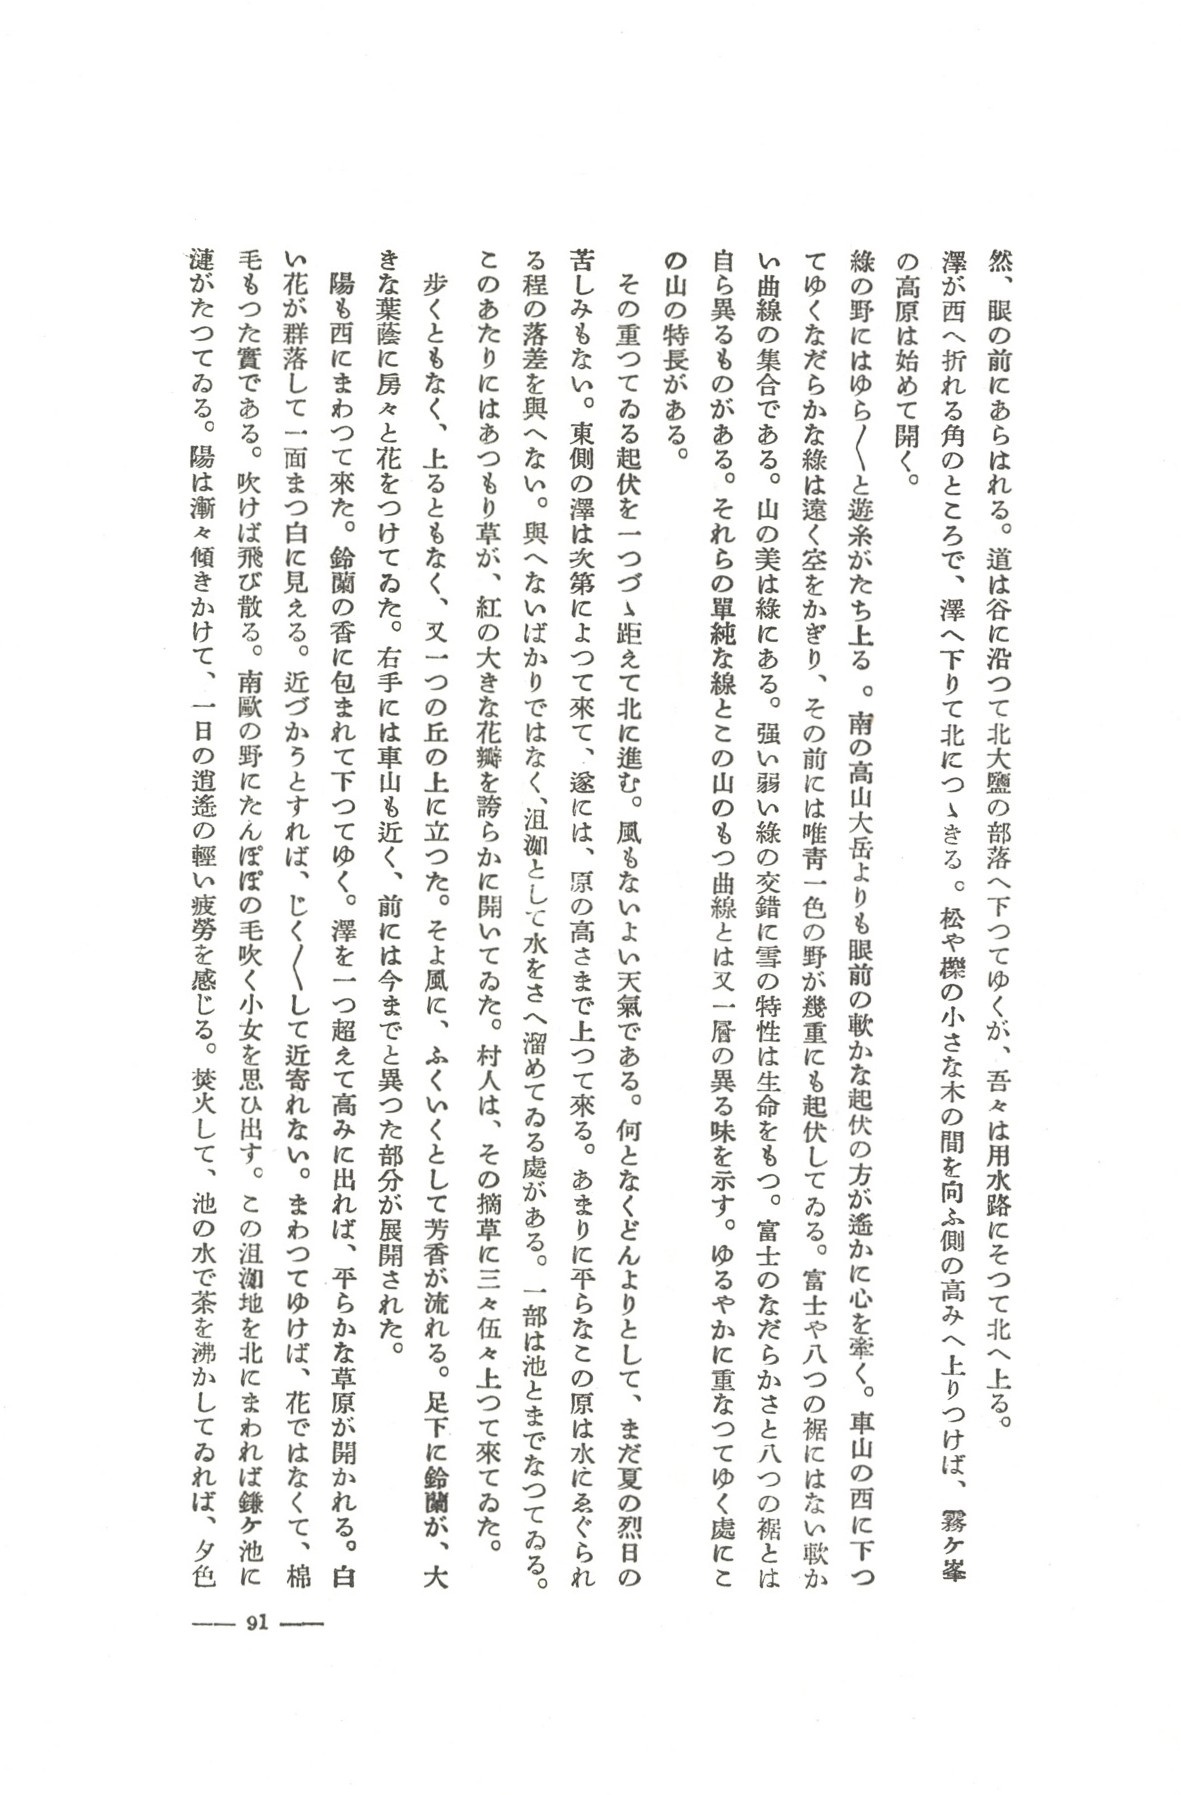 然、眼の前にあらはれる。道は谷に沿つて北大鹽の部落へ下つてゆくが、吾々は用水路にそつて北へ上る。
澤が西へ折れる角のところで、澤へ下りて北につゝきる。松や櫟の小さな木の間を向ふ側の高みへ上りつけば、霧ケ峯
の高原は始めて開く。
綠の野にはゆら〱と遊糸がたち上る。南の高山大岳よりも眼前の軟かな起伏の方が遙かに心を牽く。車山の西に下つ
てゆくなだらかな綠は遠く空をかぎり、その前には唯靑一色の野が幾重にも起伏してゐる。富士や八つの裾にはない軟か
い曲線の集合である。山の美は綠にある。强い弱い綠の交錯に雪の特性は生命をもつ。富士のなだらかさと八つの裾とは
自ら異るものがある。それらの單純な線とこの山のもつ曲線とは又一層の異る味を示す。ゆるやかに重なつてゆく處にこ
の山の特長がある。
その重つてゐる起伏を一つづゝ距えて北に進む。風もないよい天氣である。何となくどんよりとして、まだ夏の烈日の
苦しみもない。東側の澤は次第によつて來て、遂には、原の高さまで上つて來る。あまりに平らなこの原は水にゑぐられ
る程の落差を與へない。與へないばかりではなく、沮洳として水をさへ溜めてゐる處がある。一部は池とまでなつてゐる。
このあたりにはあつもり草が、紅の大きな花瓣を誇らかに開いてゐた。村人は、その摘草に三々伍々上つて來てゐた。
歩くともなく、上るともなく、又一つの丘の上に立つた。そよ風に、ふくいくとして芳香が流れる。足下に鈴蘭が、大
きな葉蔭に房々と花をつけてゐた。右手には車山も近く、前には今までと異つた部分が展開された。
陽も西にまわつて來た。鈴蘭の香に包まれて下つてゆく。澤を一つ超えて高みに出れば、平らかな草原が開かれる。白
い花が群落して一面まつ白に見える。近づかうとすれば、じく〱して近寄れない。まわつてゆけば、花ではなくて、棉
毛もつた實である。吹けば飛び散る。南歐の野にたんぽぽの毛吹く小女を思ひ出す。この沮洳地を北にまわれば鎌ケ池に
漣がたつてゐる。陽は漸々傾きかけて、一日の逍遙の輕い疲勞を感じる。焚火して、池の水で茶を沸かしてゐれば、夕色
— 91 —